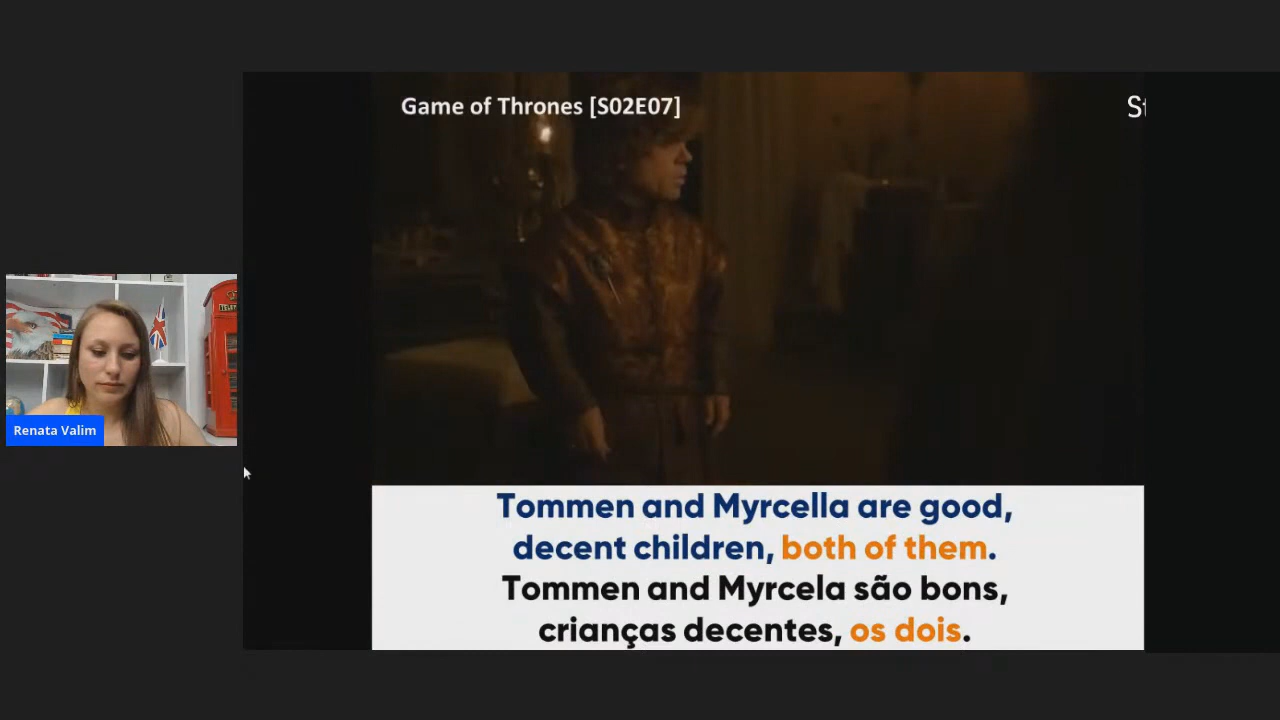 Game of Thrones [S02E07]
St
Renata Valim
Tommen and Myrcella are good,
decent children, both of them.
Tommen and Myrcela são bons,
crianças decentes, os dois.